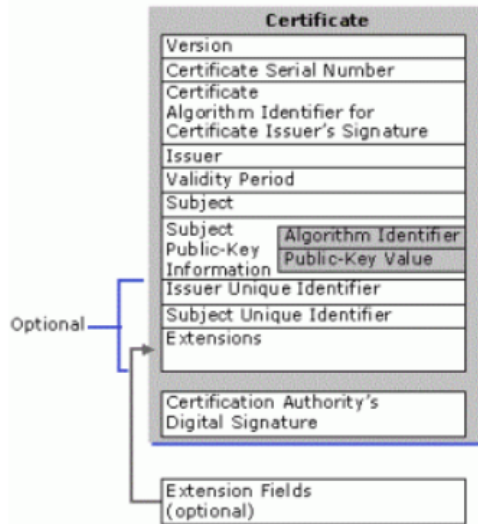 Certificate
Version
Certificate Serial Number
Certificate
Algorithm Identifier for
Certificate Issuer's Signature
Issuer
Validity Period
Subject
Subject
Public-Key
Information
Algorithm Identifier
Public-Key Value
Issuer Unique Identifier
Subject Unique Identifier
Optional
Extensions
Certification Authority's
Digital Signature
Extension Fields
(optional)